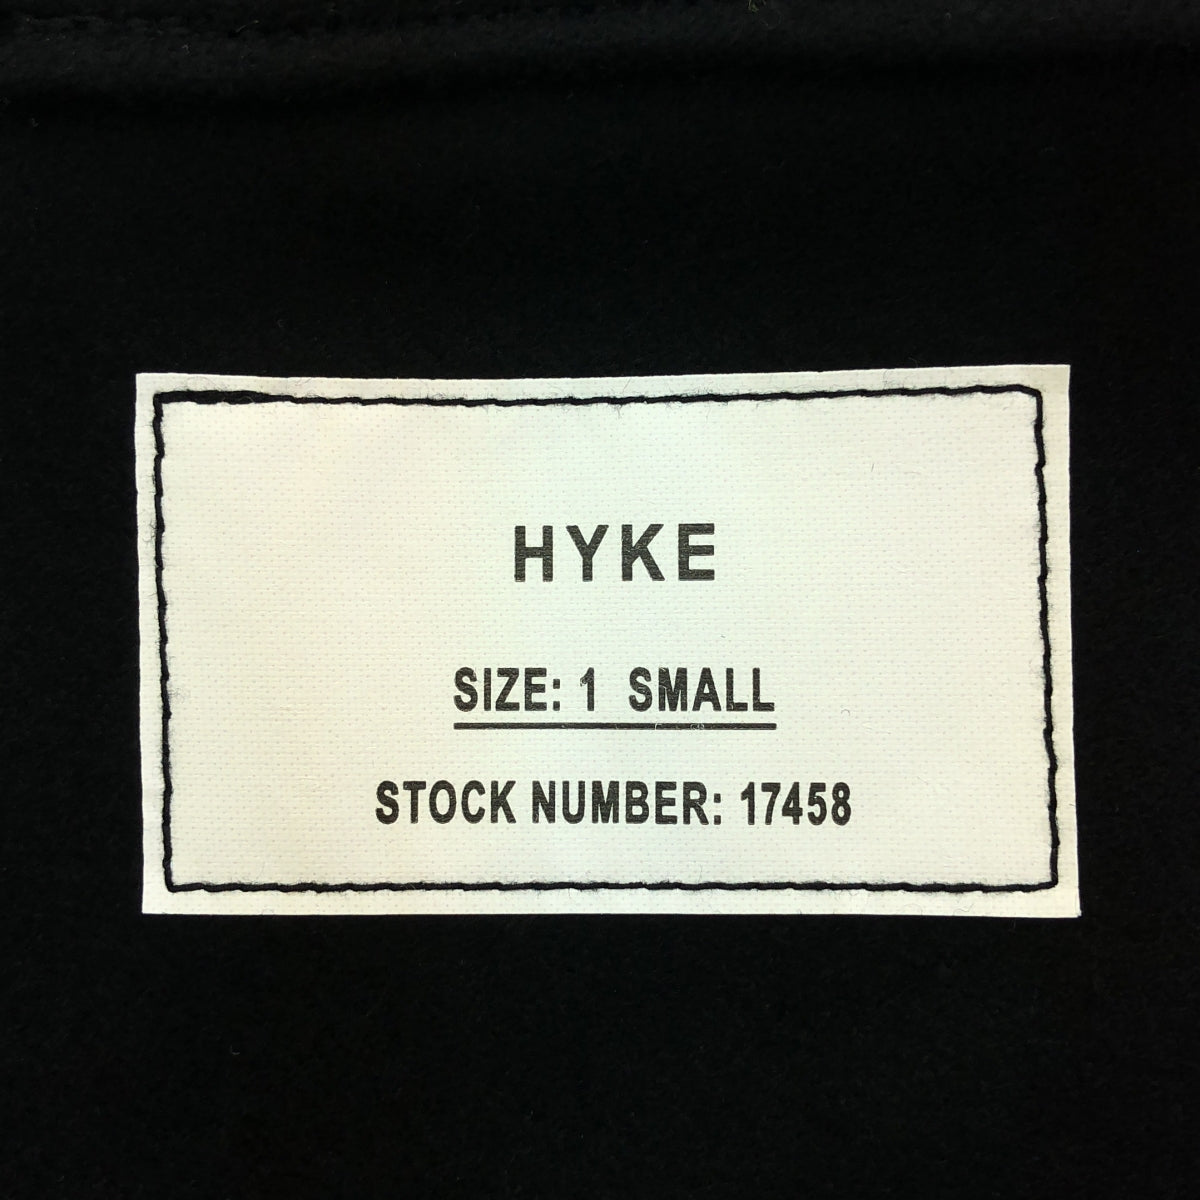 HYKE
SIZE: 1 SMALL
STOCK NUMBER: 17458